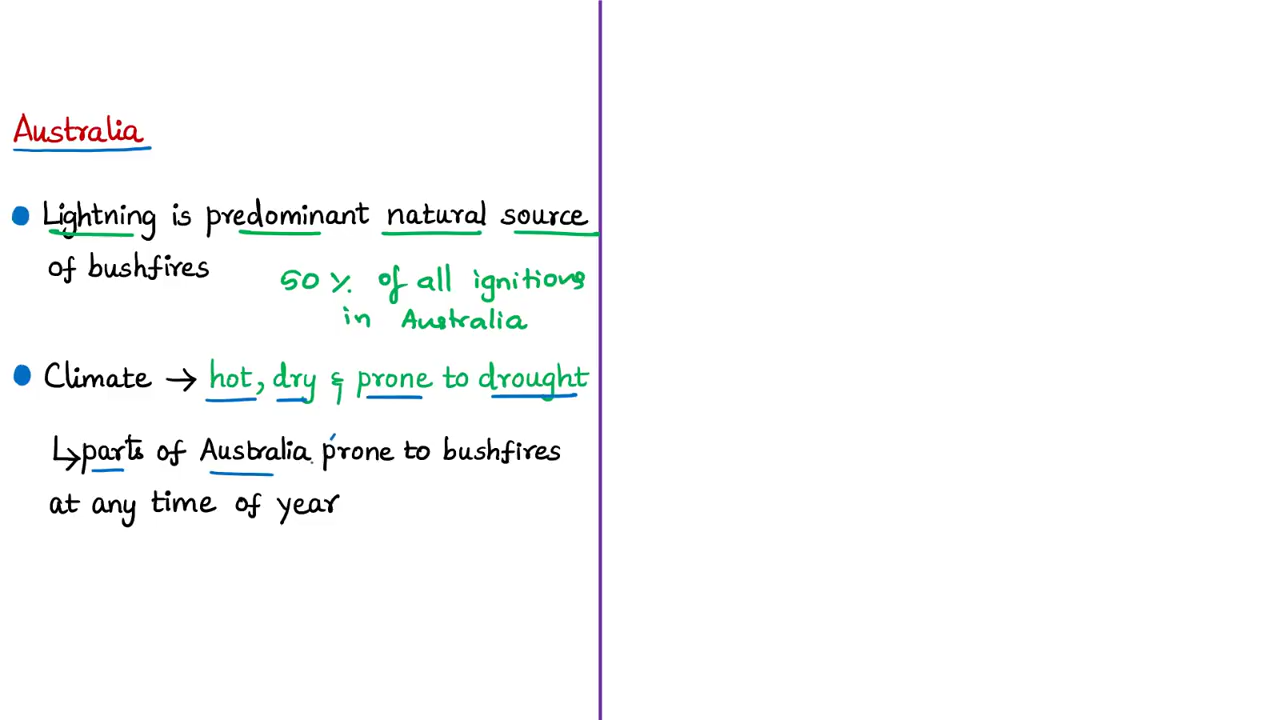 Australia
Lightning is predominant natural source
of bushfires
50 % of all ignitions
in Australia
Climate → hot, dry & prone to drought
↳ parts of Australia prone to bushfires
at any time of year